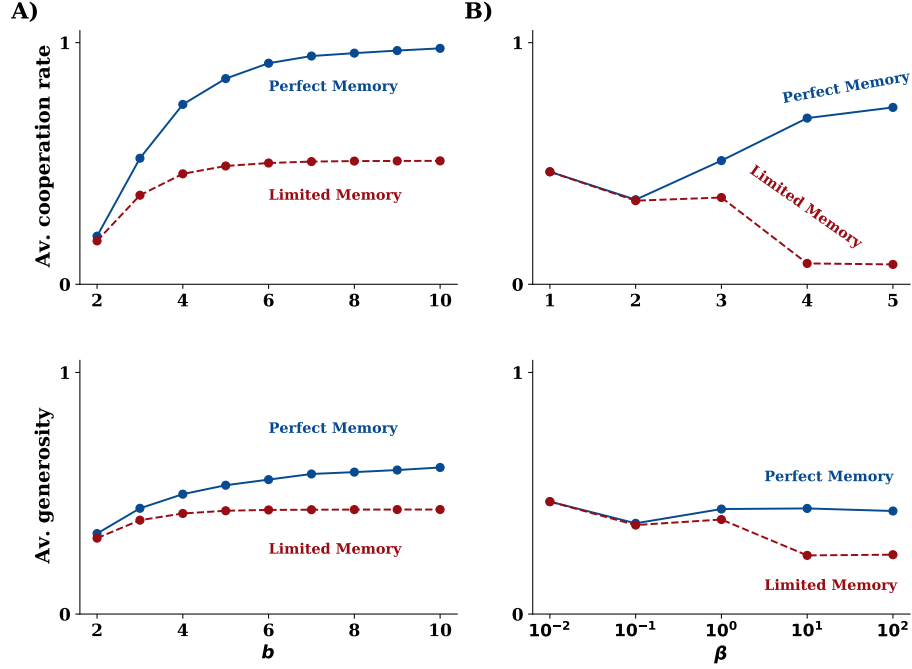 A)
B)
Av. cooperation rate
1
0
Perfect Memory
Limited Memory
2 4 6 8 10
1
0
Perfect Memory
Limited Memory
1 2 3 4 5
Av. generosity
1
0
Perfect Memory
Limited Memory
2 4 6 8 10
b
1
0
Perfect Memory
Limited Memory
10⁻² 10⁻¹ 10⁰ 10¹ 10²
β